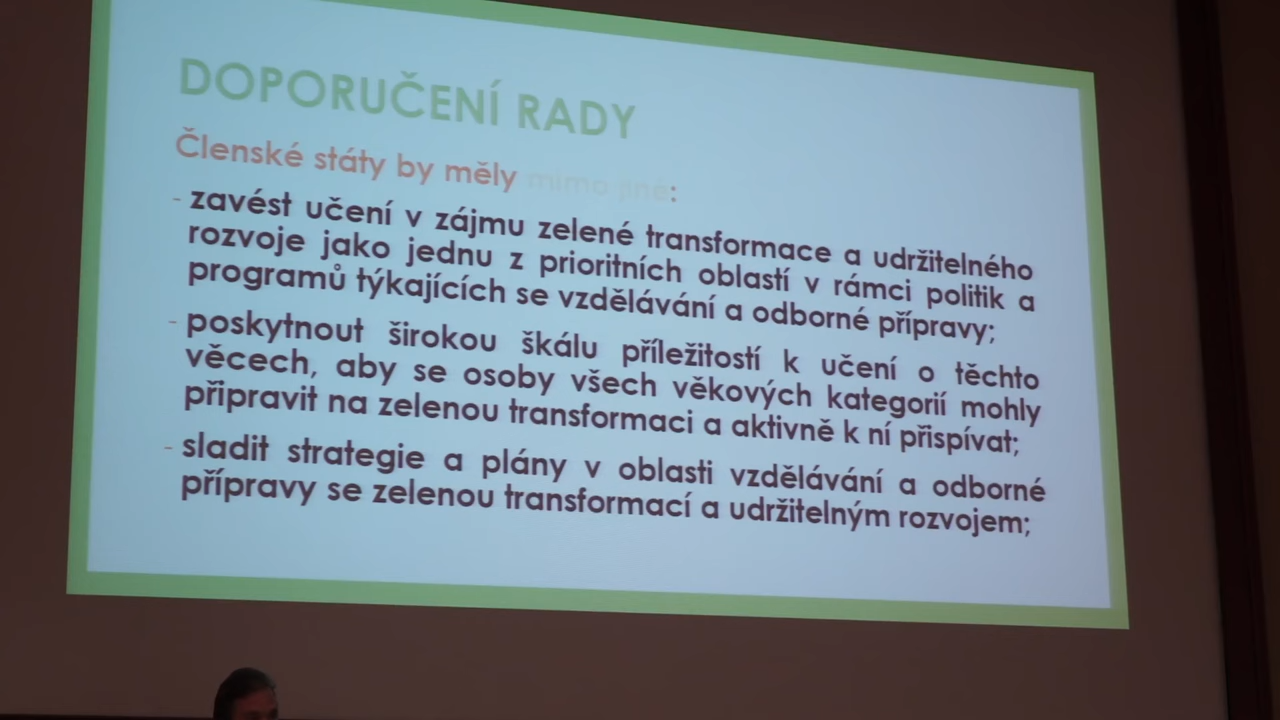 DOPORUČENÍ RADY
Členské státy by měly mimo jiné:
- zavést učení v zájmu zelené transformace a udržitelného
rozvoje jako jednu z prioritních oblastí v rámci politik a
programů týkajících se vzdělávání a odborné přípravy;
- poskytnout širokou škálu příležitostí k učení o těchto
věcech, aby se osoby všech věkových kategorií mohly
připravit na zelenou transformaci a aktivně k ní přispívat;
- sladit strategie a plány v oblasti vzdělávání a odborné
přípravy se zelenou transformací a udržitelným rozvojem;